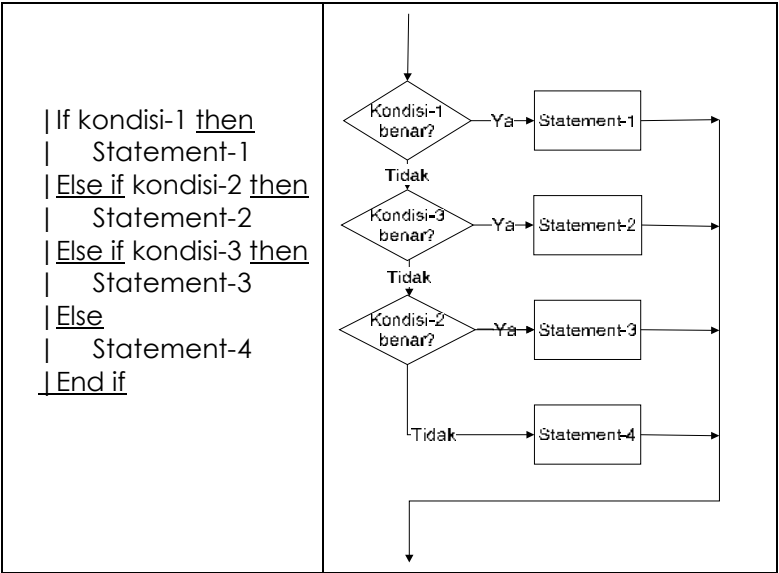 |If kondisi-1 then
| Statement-1
|Else if kondisi-2 then
| Statement-2
|Else if kondisi-3 then
| Statement-3
|Else
| Statement-4
|End if
Kondisi-1
benar?
Ya
Statement-1
Tidak
Kondisi-3
benar?
Ya
Statement-2
Tidak
Kondisi-2
benar?
Ya
Statement-3
Tidak
Statement-4